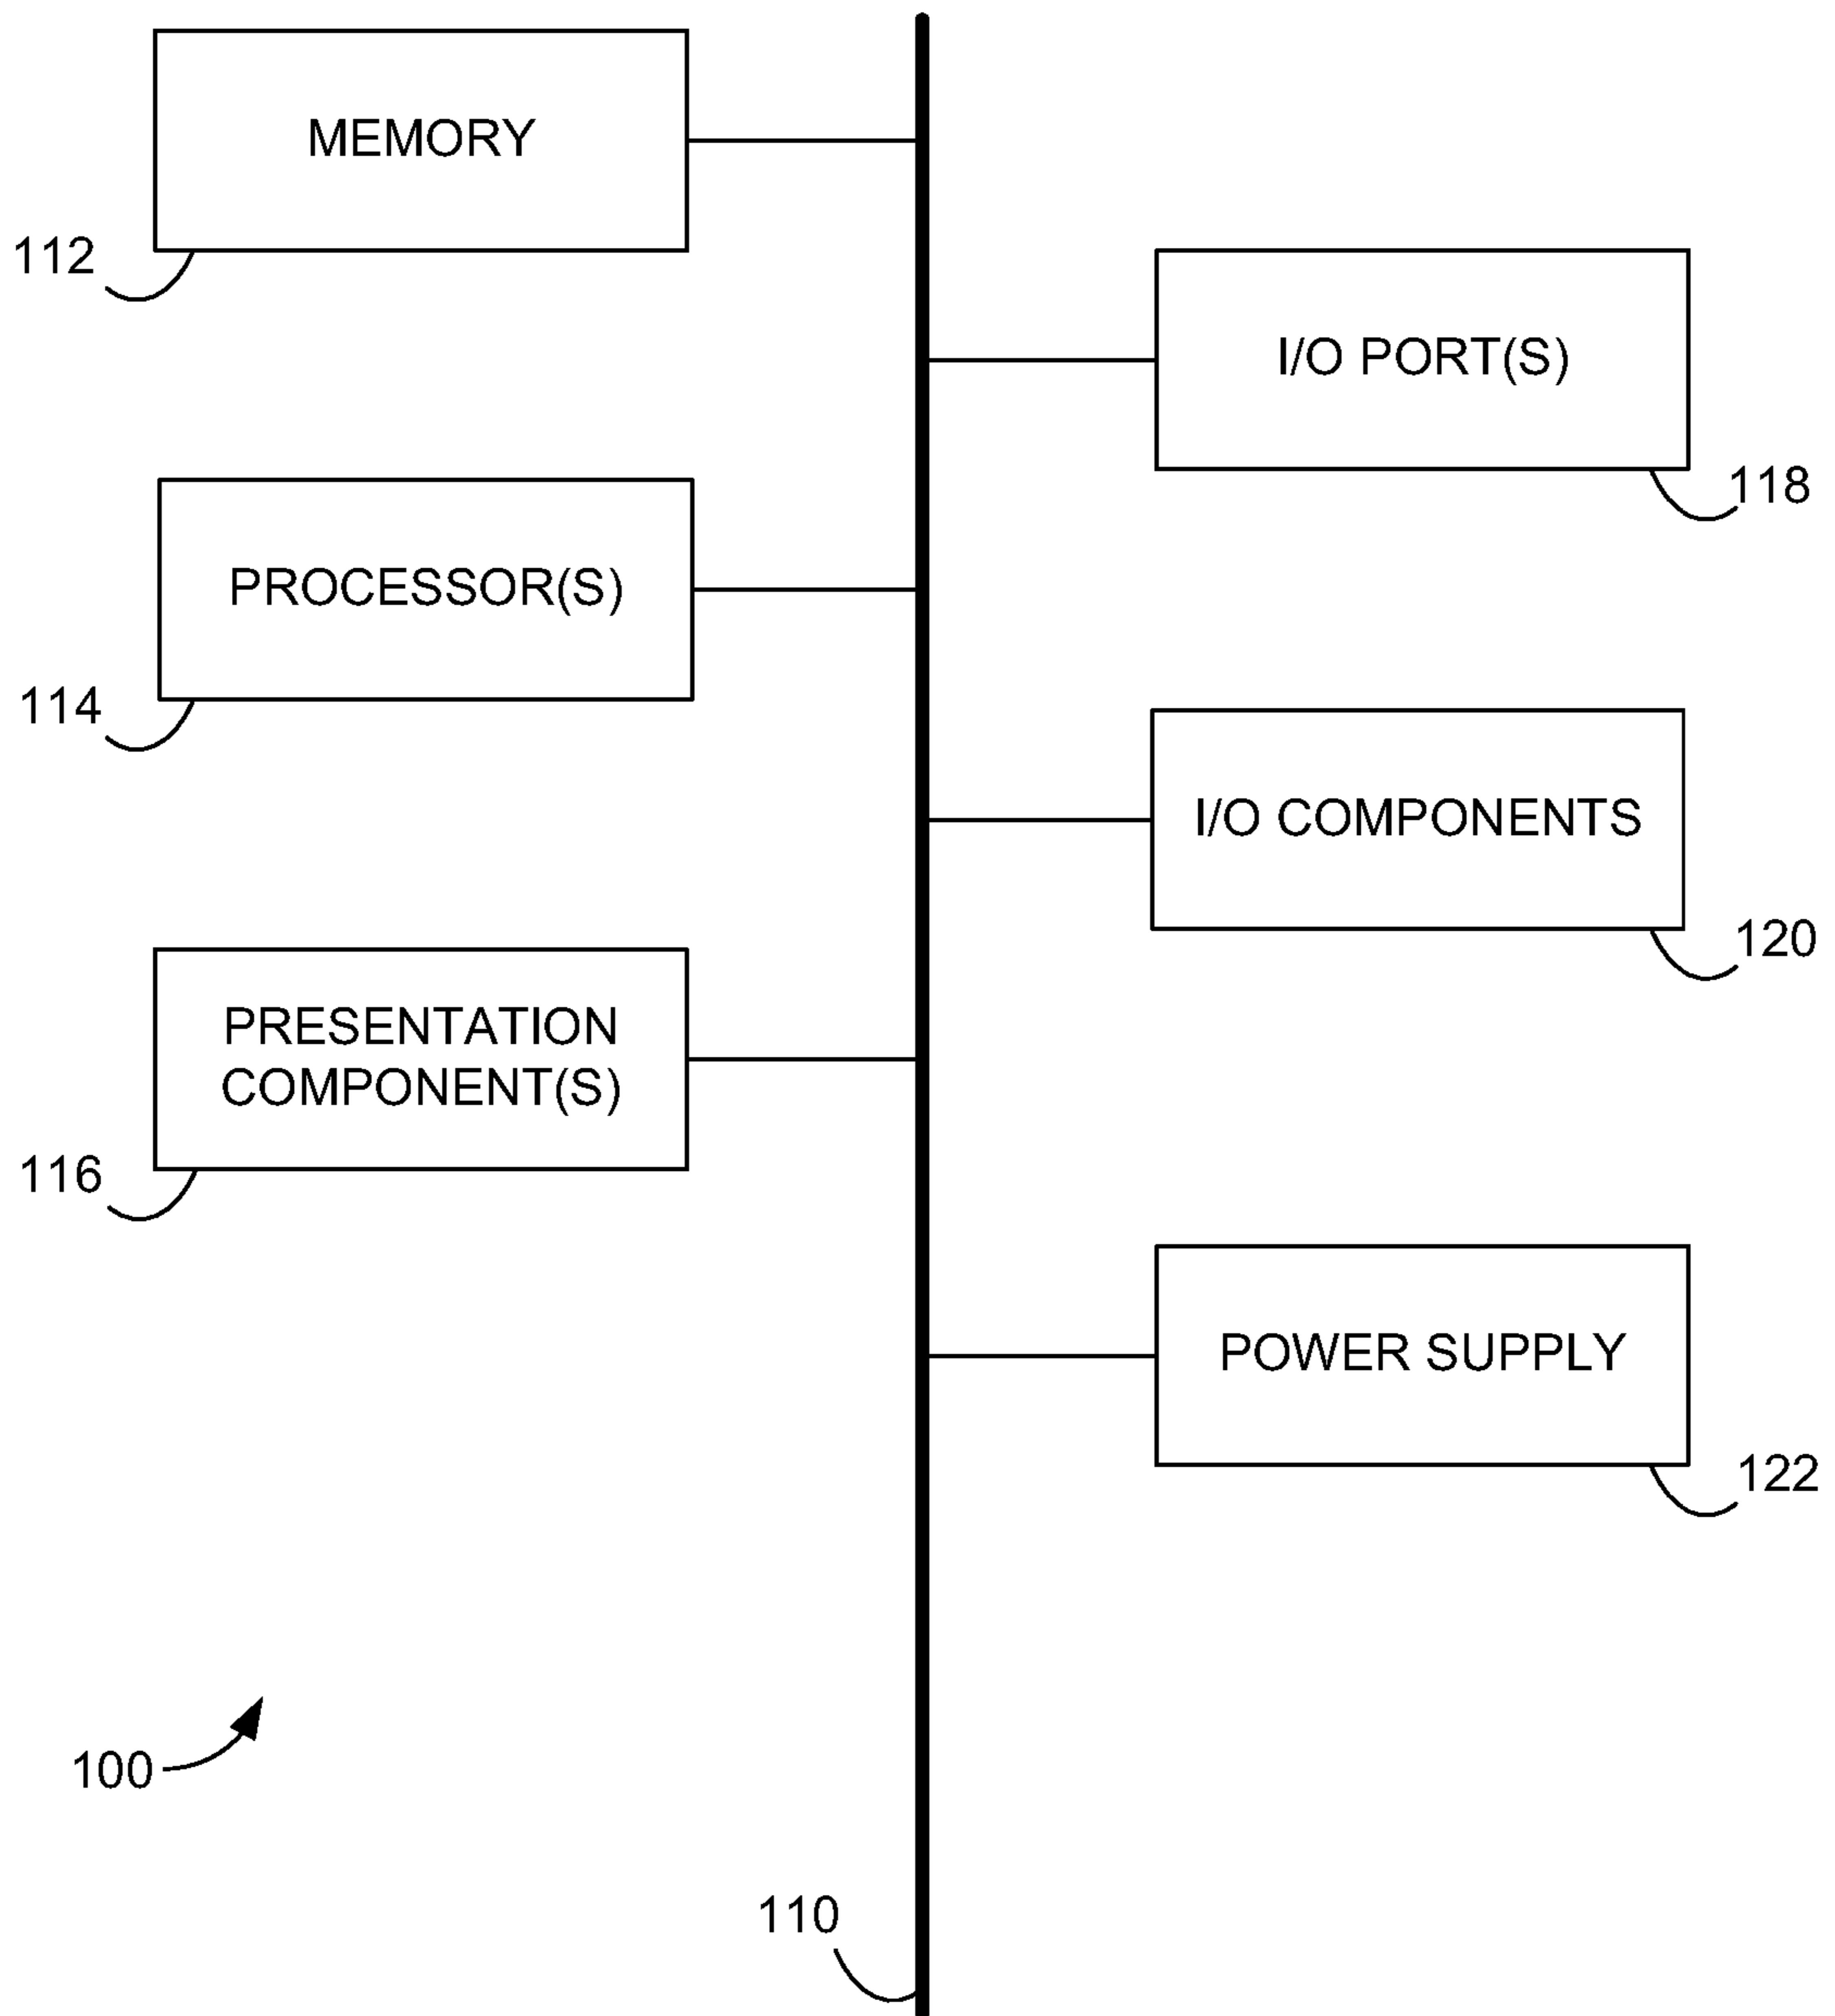 MEMORY
112
I/O PORT(S)
118
PROCESSOR(S)
114
I/O COMPONENTS
120
PRESENTATION
COMPONENT(S)
116
POWER SUPPLY
122
100
110